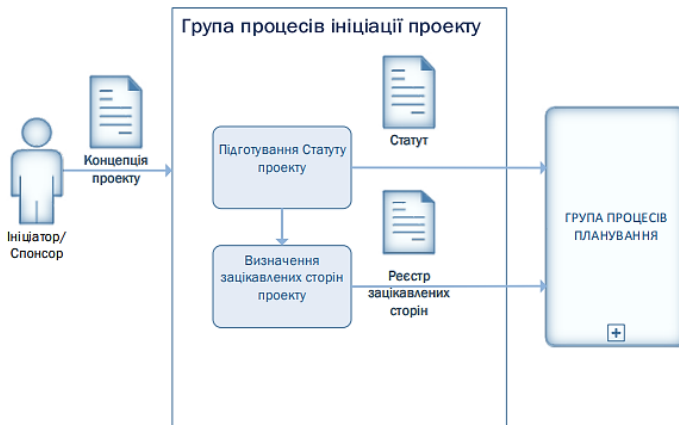 Група процесів ініціації проекту
Концепція
проекту
Ініціатор/
Спонсор
Підготування Статуту
проекту
Статут
Визначення
зацікавлених сторін
проекту
Реєстр
зацікавлених
сторін
ГРУПА ПРОЦЕСІВ
ПЛАНУВАННЯ